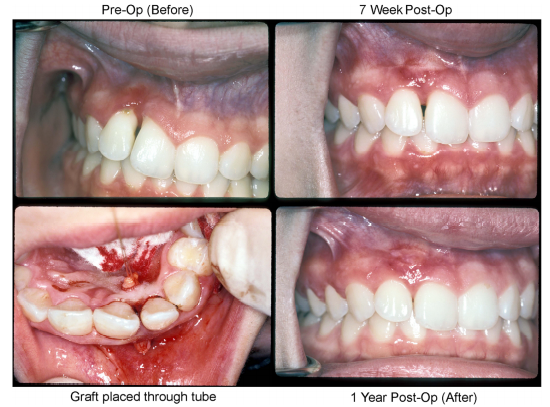 Pre-Op (Before)
7 Week Post-Op
Graft placed through tube
1 Year Post-Op (After)